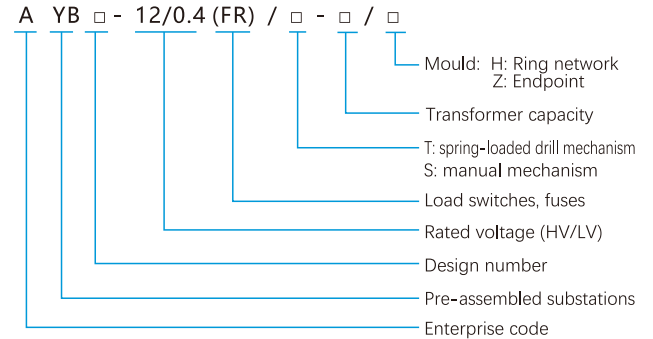 A YB □ - 12/0.4 (FR) / □ - □ / □
Mould: H: Ring network
Z: Endpoint
Transformer capacity
T: spring-loaded drill mechanism
S: manual mechanism
Load switches, fuses
Rated voltage (HV/LV)
Design number
Pre-assembled substations
Enterprise code